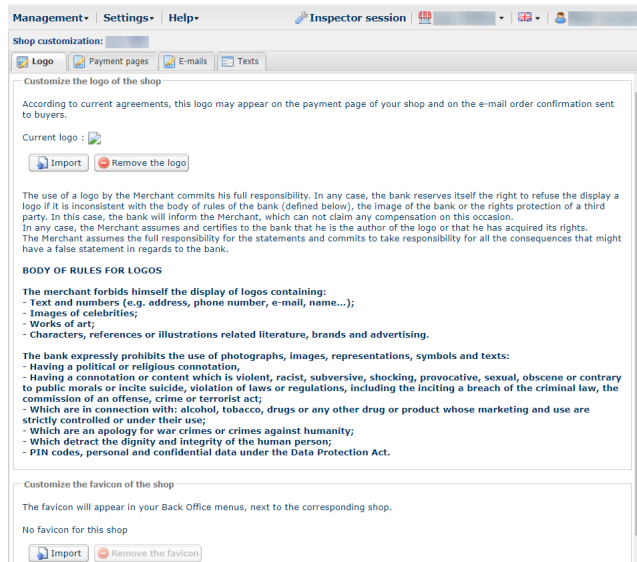 Management Settings Help Inspector session
Shop customization:
Logo Payment pages E-mails Texts
Customize the logo of the shop
According to current agreements, this logo may appear on the payment page of your shop and on the e-mail order confirmation sent
to buyers.
Current logo :
Import Remove the logo
The use of a logo by the Merchant commits his full responsibility. In any case, the bank reserves itself the right to refuse the display a
logo if it is inconsistent with the body of rules of the bank (defined below), the image of the bank or the rights protection of a third
party. In this case, the bank will inform the Merchant, which can not claim any compensation on this occasion.
In any case, the Merchant assumes and certifies to the bank that he is the author of the logo or that he has acquired its rights.
The Merchant assumes the full responsibility for the statements and commits to take responsibility for all the consequences that might
have a false statement in regards to the bank.
BODY OF RULES FOR LOGOS
The merchant forbids himself the display of logos containing:
- Text and numbers (e.g. address, phone number, e-mail, name...);
- Images of celebrities;
- Works of art;
- Characters, references or illustrations related literature, brands and advertising.
The bank expressly prohibits the use of photographs, images, representations, symbols and texts:
- Having a political or religious connotation,
- Having a connotation or content which is violent, racist, subversive, shocking, provocative, sexual, obscene or contrary
to public morals or incite suicide, violation of laws or regulations, including the inciting a breach of the criminal law, the
commission of an offense, crime or terrorist act;
- Which are in connection with: alcohol, tobacco, drugs or any other drug or product whose marketing and use are
strictly controlled or under their use;
- Which are an apology for war crimes or crimes against humanity;
- Which detract the dignity and integrity of the human person;
- PIN codes, personal and confidential data under the Data Protection Act.
Customize the favicon of the shop
The favicon will appear in your Back Office menus, next to the corresponding shop.
No favicon for this shop
Import Remove the favicon